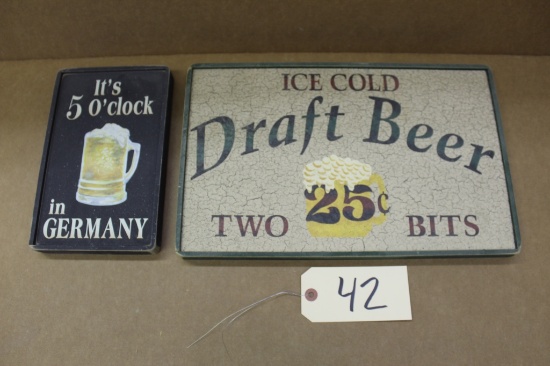 It's
5 O'clock
in
GERMANY
ICE COLD
Draft Beer
TWO 25¢ BITS
42